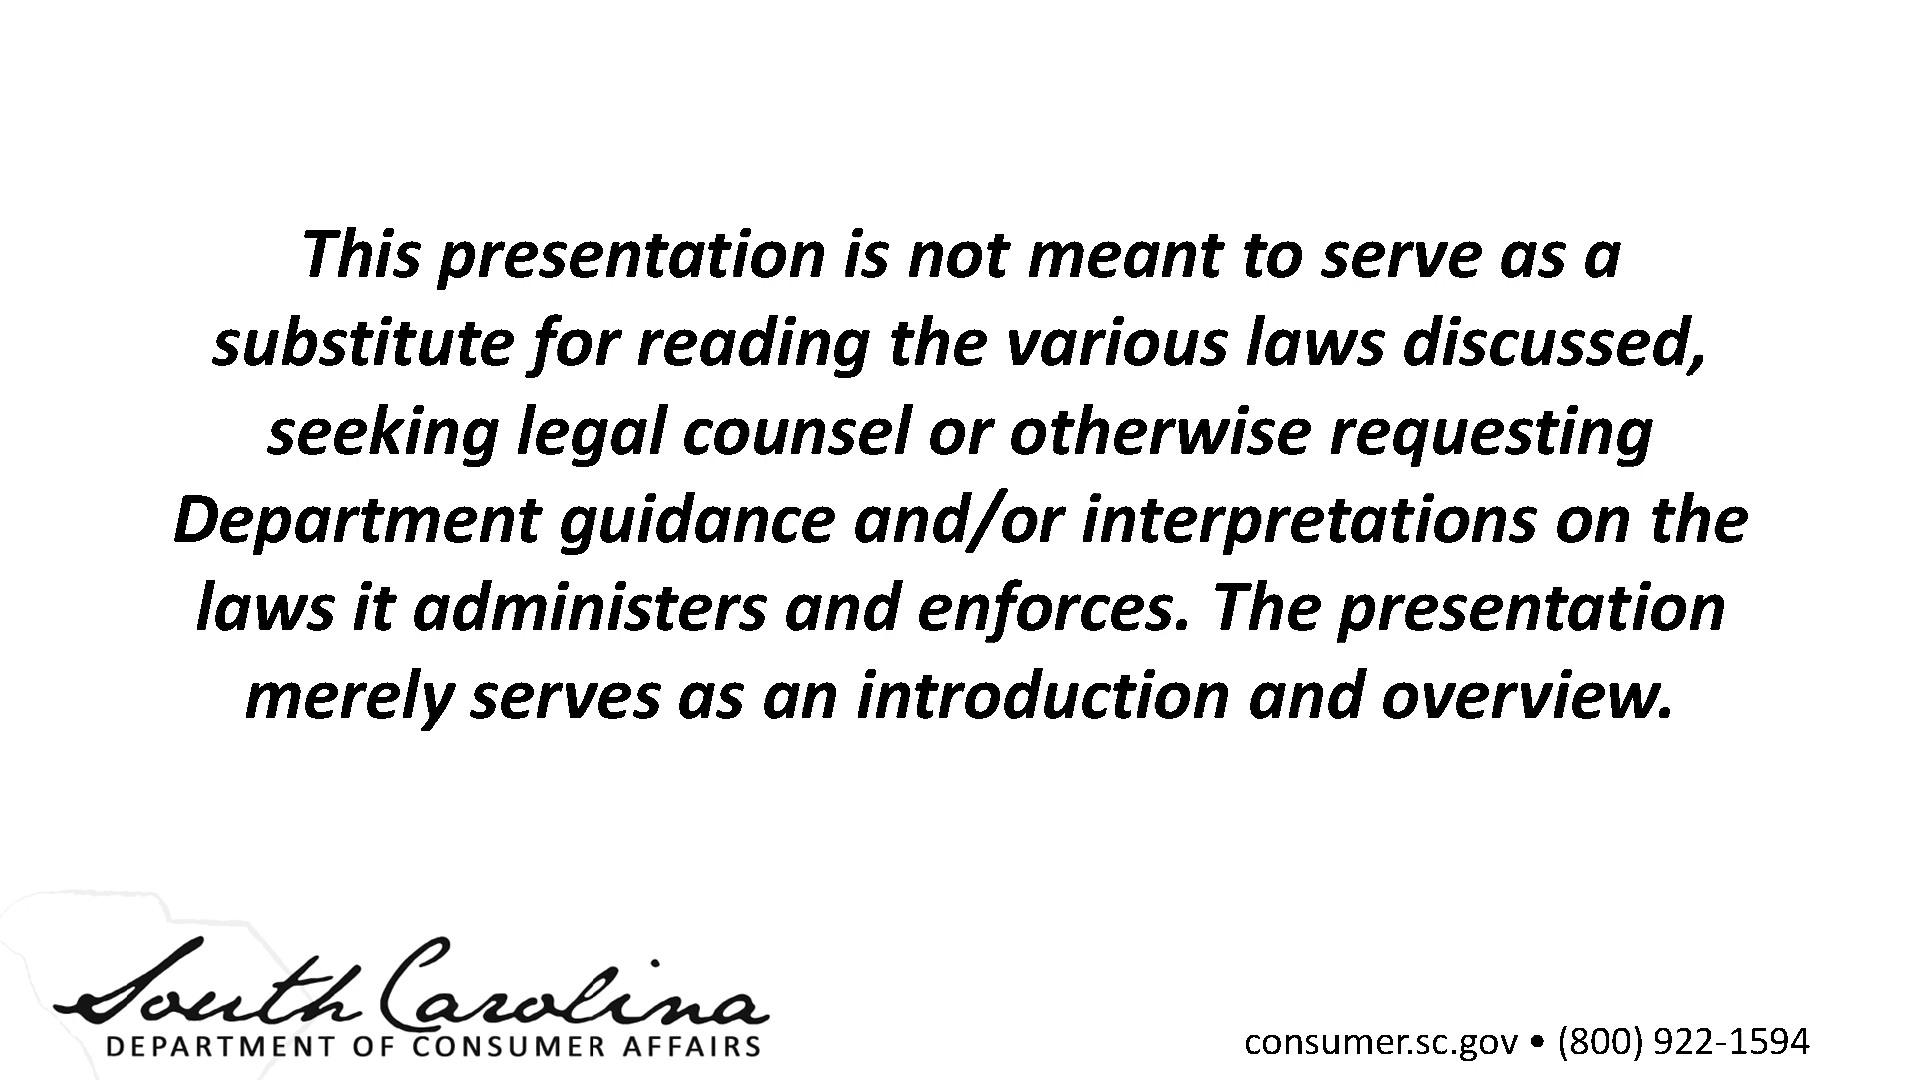 This presentation is not meant to serve as a
substitute for reading the various laws discussed,
seeking legal counsel or otherwise requesting
Department guidance and/or interpretations on the
laws it administers and enforces. The presentation
merely serves as an introduction and overview.
South Carolina
DEPARTMENT OF CONSUMER AFFAIRS
consumer.sc.gov • (800) 922-1594